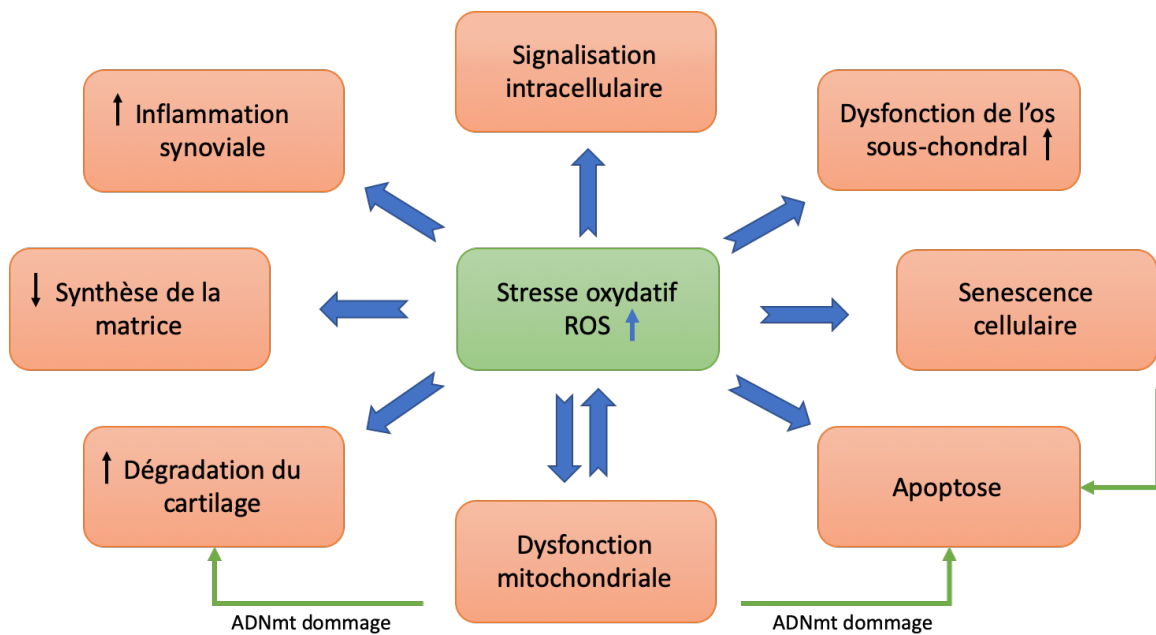 Signalisation
intracellulaire
↑ Inflammation
synoviale
Dysfonction de l’os
sous-chondral ↑
↓ Synthèse de la
matrice
Stresse oxydatif
ROS ↑
Senescence
cellulaire
↑ Dégradation du
cartilage
Apoptose
Dysfonction
mitochondriale
ADNmt dommage
ADNmt dommage